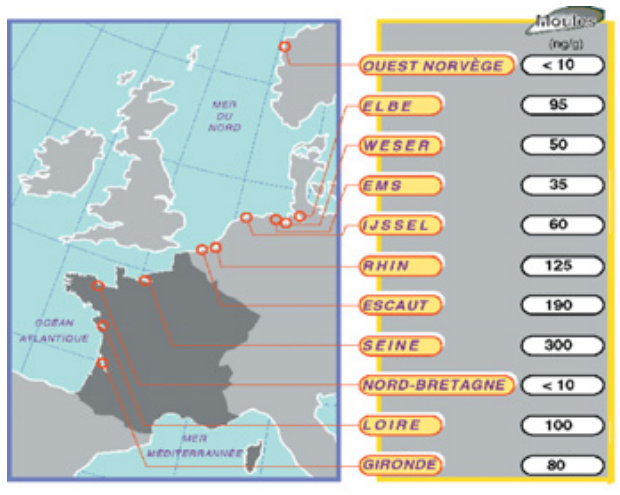 Moules
(ng/g)
OUEST NORVÈGE < 10
ELBE 95
WESER 50
EMS 35
IJSSEL 60
RHIN 125
ESCAUT 190
SEINE 300
NORD-BRETAGNE < 10
LOIRE 100
GIRONDE 80
MER
DU
NORD
OCÉAN
ATLANTIQUE
MER
MÉDITERRANNÉE